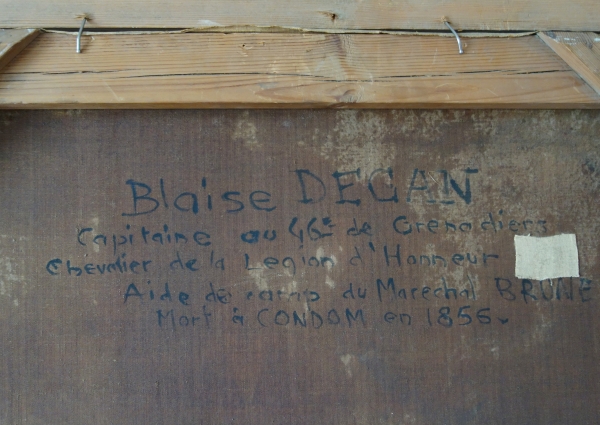 Blaise DEGAN
Capitaine au 46e de Grenadiers
Chevalier de la Legion d'Honneur
Aide de camp du Marechal BRUNE
Mort à CONDOM en 1856.